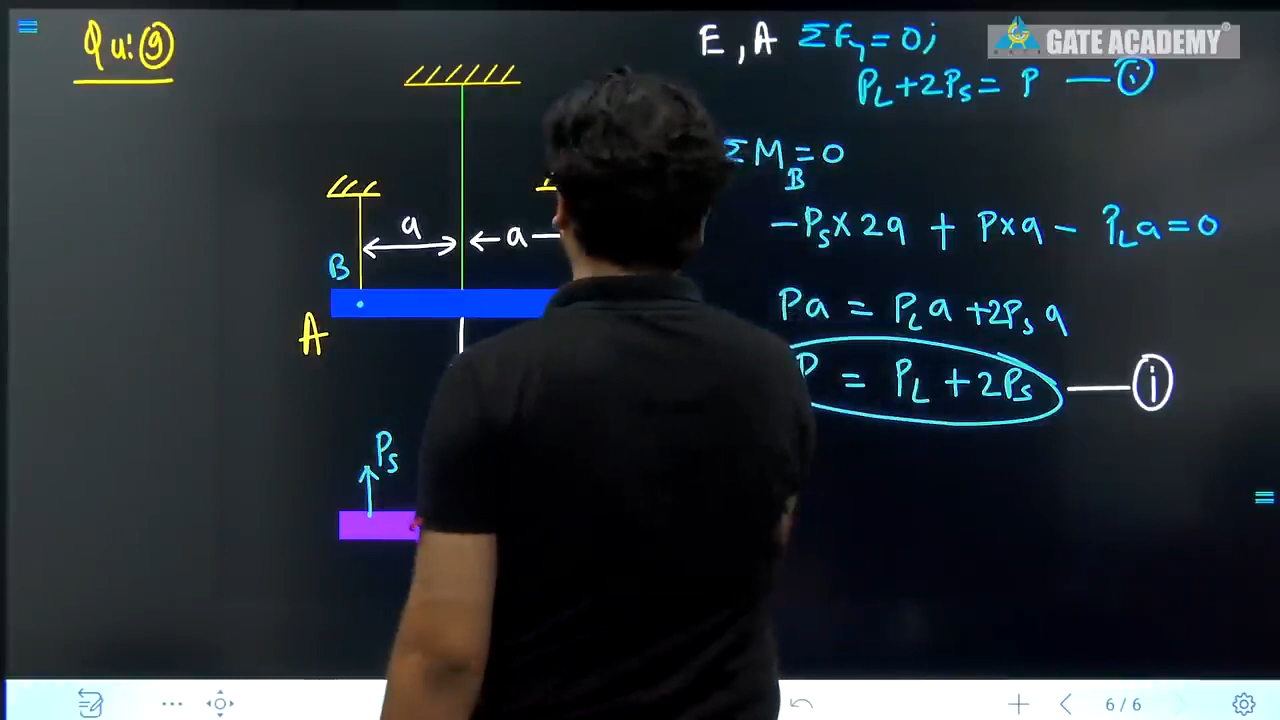 Qu:⑨
E, A ΣFy = 0;
GATE ACADEMY
PL + 2Ps = P — (i)
ΣMB = 0
-Ps × 2a + P × a - PL a = 0
a
a
B
A
Pa = PL a + 2Ps a
P = PL + 2Ps — (i)
Ps
6 / 6